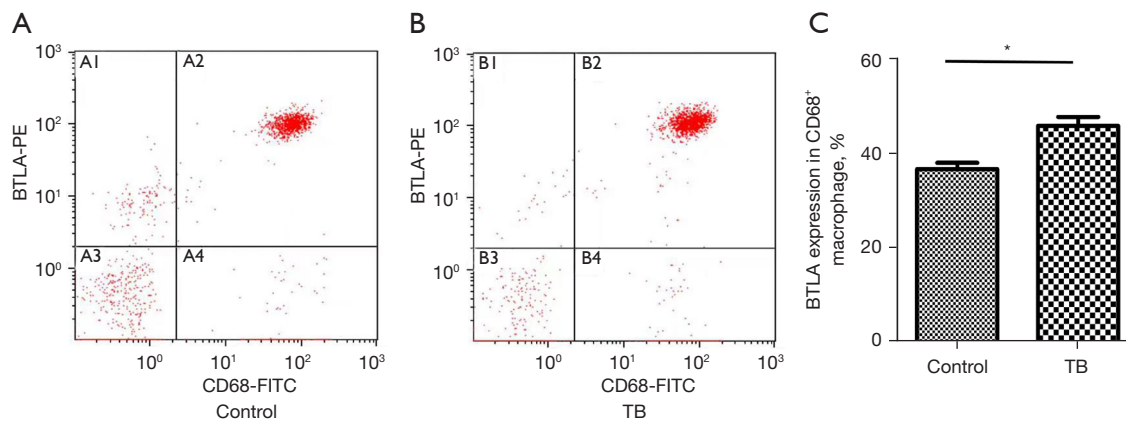 A
10³
A1
A2
10²
BTLA-PE
10¹
A3
A4
10⁰
10⁰
10¹
10²
10³
CD68-FITC
Control
B
10³
B1
B2
10²
BTLA-PE
10¹
B3
B4
10⁰
10⁰
10¹
10²
10³
CD68-FITC
TB
C
*
60
40
20
0
BTLA expression in CD68⁺
macrophage, %
Control
TB